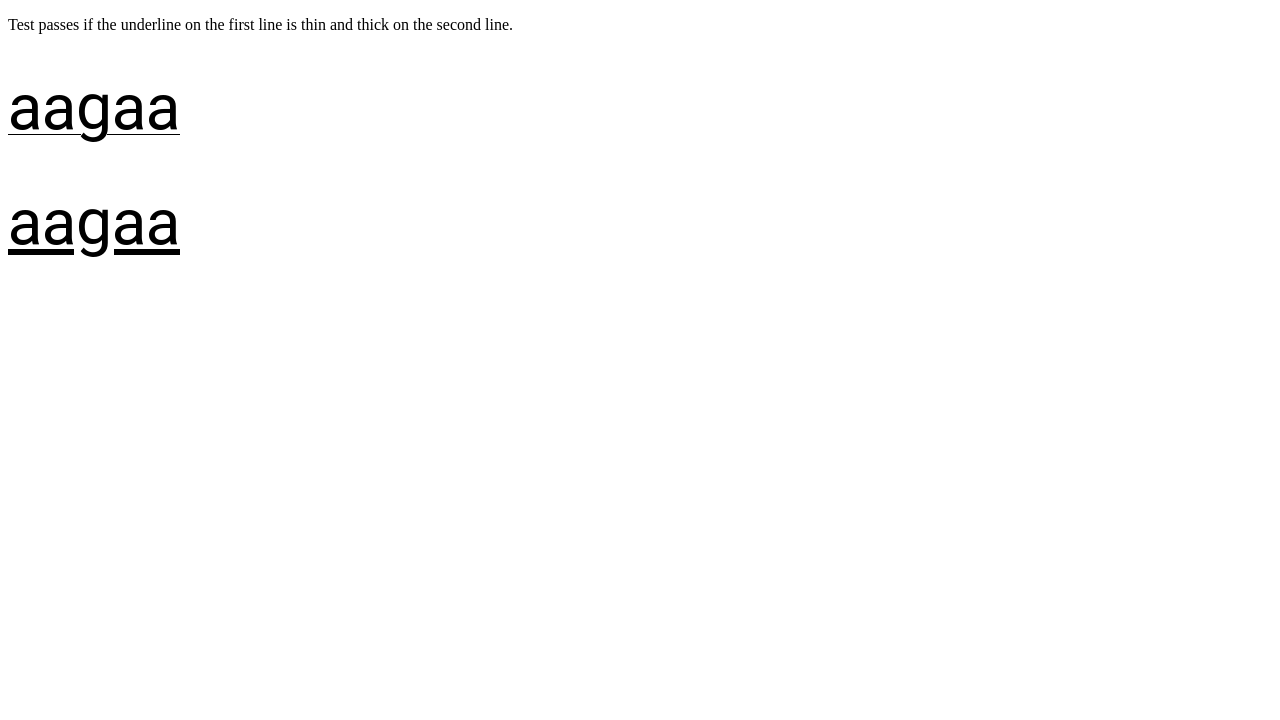 Test passes if the underline on the first line is thin and thick on the second line.
aagaa
aagaa